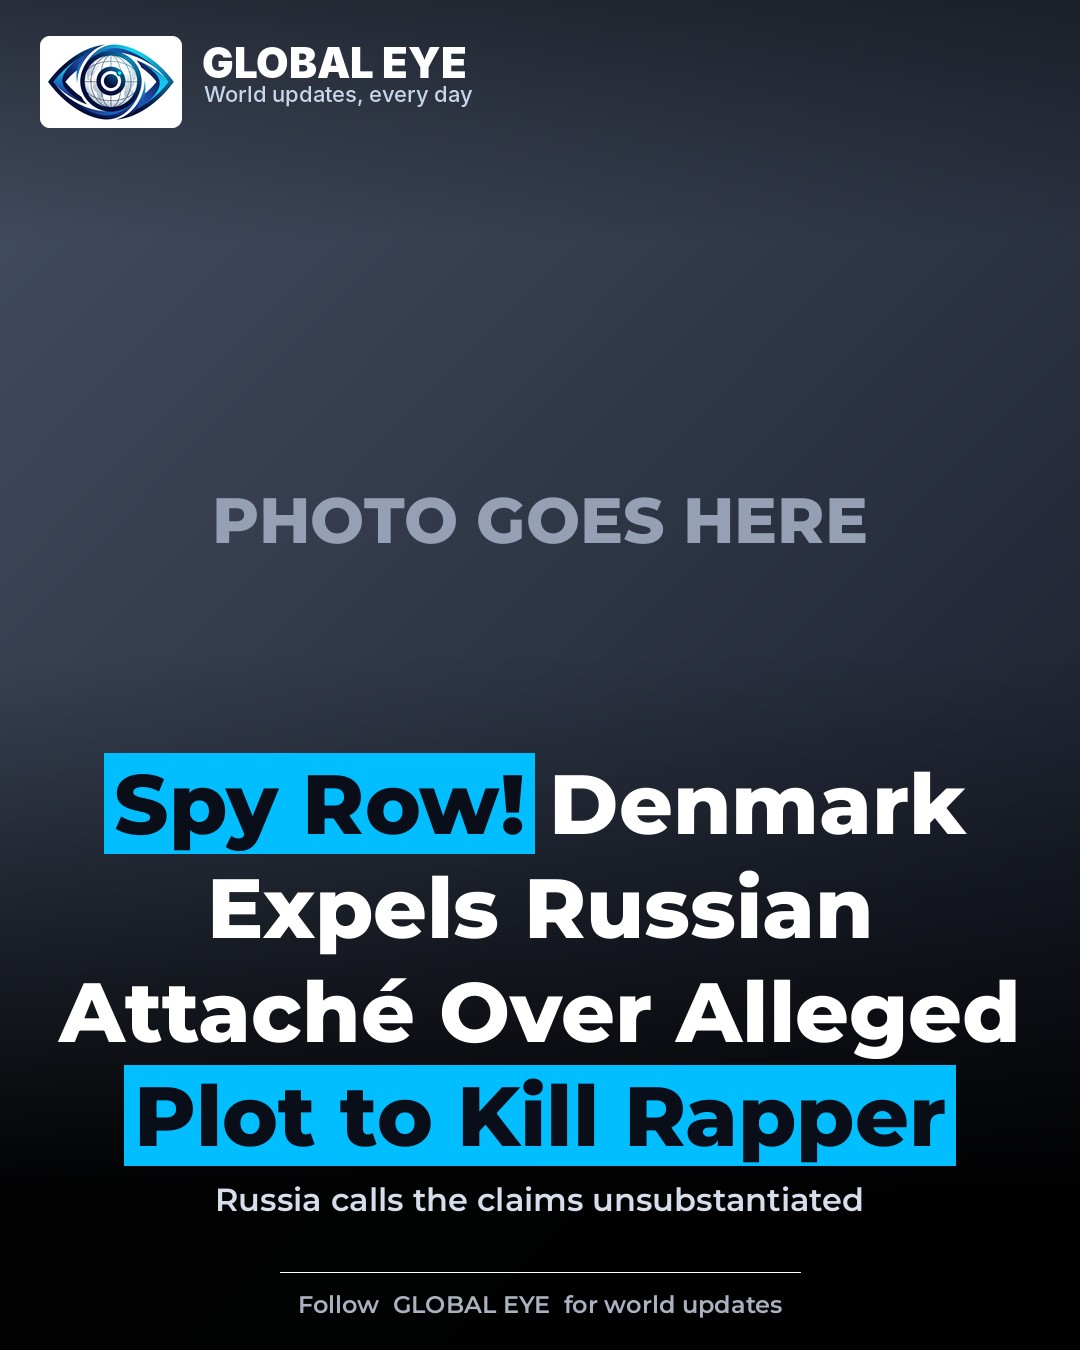 GLOBAL EYE
World updates, every day
PHOTO GOES HERE
Spy Row! Denmark
Expels Russian
Attaché Over Alleged
Plot to Kill Rapper
Russia calls the claims unsubstantiated
Follow GLOBAL EYE for world updates